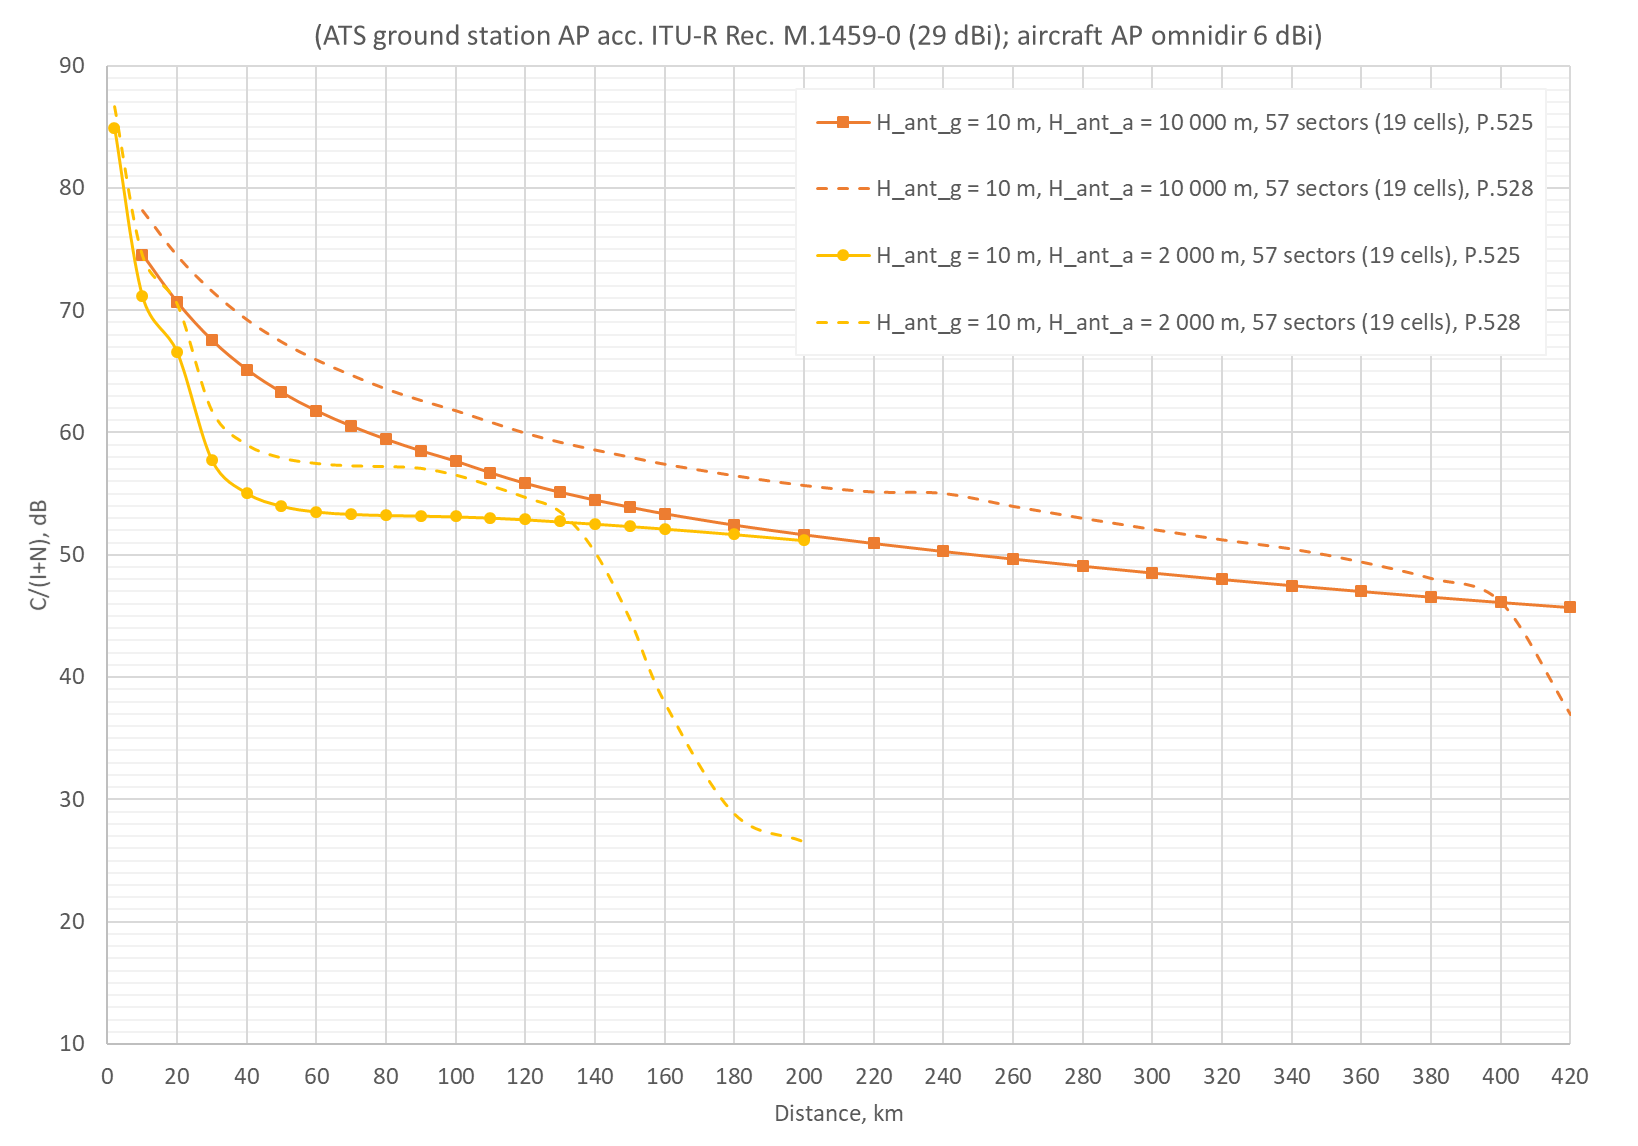 (ATS ground station AP acc. ITU-R Rec. M.1459-0 (29 dBi); aircraft AP omnidir 6 dBi)
90
80
70
60
50
40
30
20
10
C/(I+N), dB
H_ant_g = 10 m, H_ant_a = 10 000 m, 57 sectors (19 cells), P.525
H_ant_g = 10 m, H_ant_a = 10 000 m, 57 sectors (19 cells), P.528
H_ant_g = 10 m, H_ant_a = 2 000 m, 57 sectors (19 cells), P.525
H_ant_g = 10 m, H_ant_a = 2 000 m, 57 sectors (19 cells), P.528
0 20 40 60 80 100 120 140 160 180 200 220 240 260 280 300 320 340 360 380 400 420
Distance, km